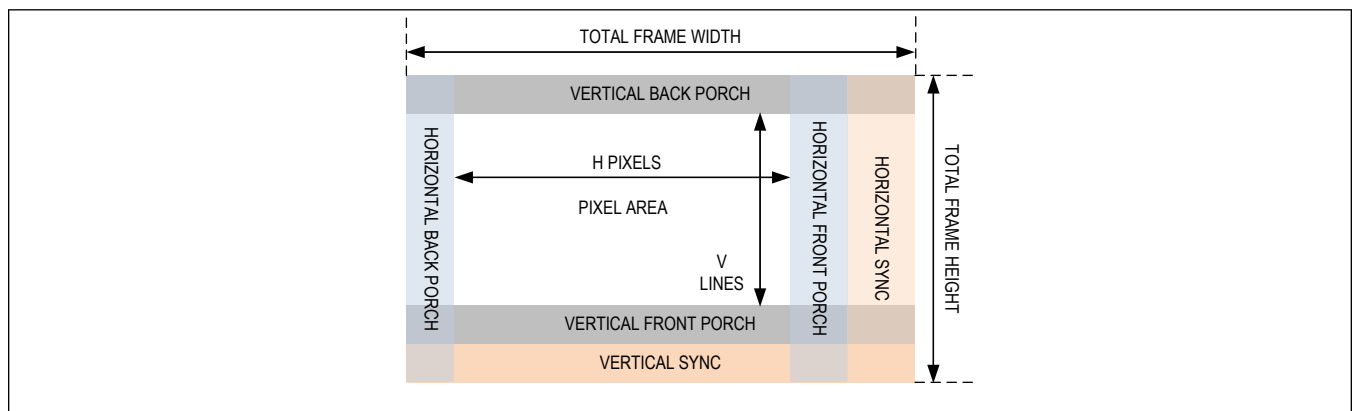 TOTAL FRAME WIDTH
VERTICAL BACK PORCH
HORIZONTAL BACK PORCH
H PIXELS
PIXEL AREA
V
LINES
HORIZONTAL FRONT PORCH
HORIZONTAL SYNC
TOTAL FRAME HEIGHT
VERTICAL FRONT PORCH
VERTICAL SYNC